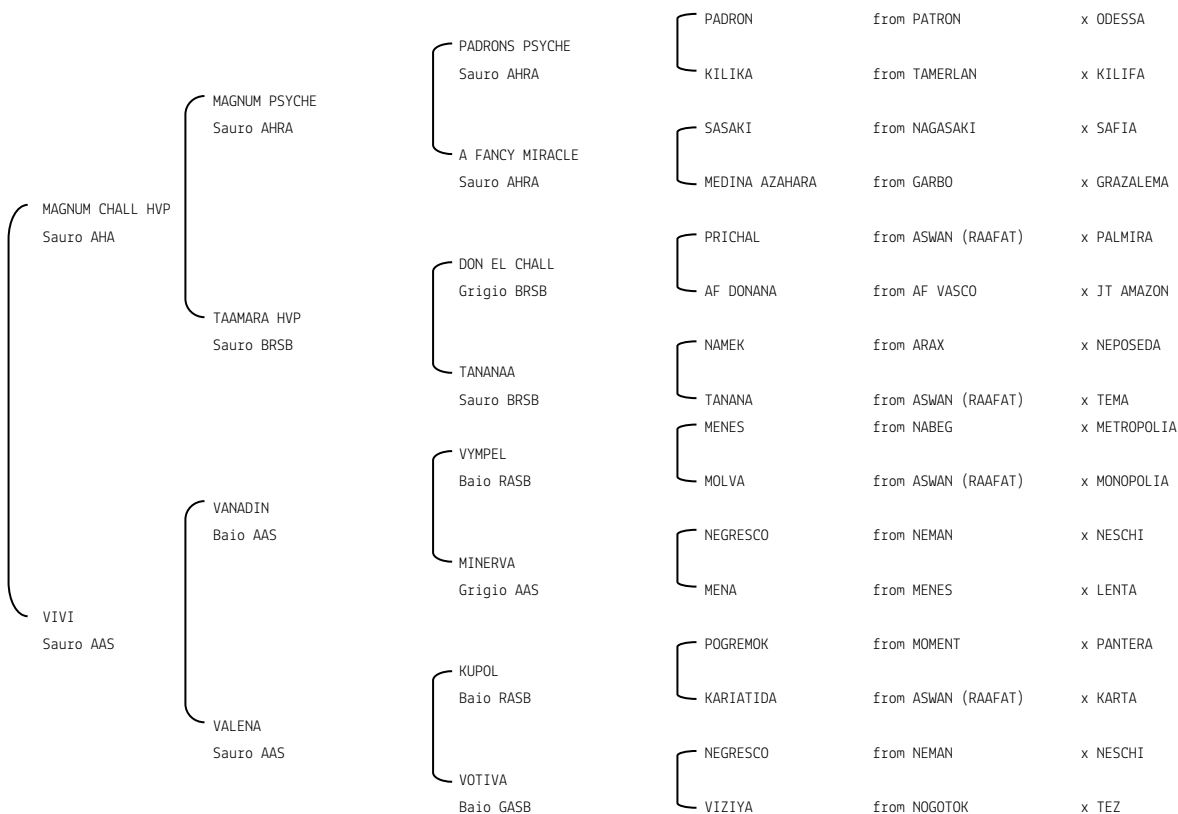 PADRON from PATRON x ODESSA
PADRONS PSYCHE
Sauro AHRA KILIKA from TAMERLAN x KILIFA
MAGNUM PSYCHE
Sauro AHRA SASAKI from NAGASAKI x SAFIA
A FANCY MIRACLE
Sauro AHRA MEDINA AZAHARA from GARBO x GRAZALEMA
MAGNUM CHALL HVP
Sauro AHA PRICHAL from ASWAN (RAAFAT) x PALMIRA
DON EL CHALL
Grigio BRSB AF DONANA from AF VASCO x JT AMAZON
TAAMARA HVP
Sauro BRSB NAMEK from ARAX x NEPOSEDA
TANANAA
Sauro BRSB TANANA from ASWAN (RAAFAT) x TEMA
MENES from NABEG x METROPOLIA
VYMPEL
Baio RASB MOLVA from ASWAN (RAAFAT) x MONOPOLIA
VANADIN
Baio AAS NEGRESCO from NEMAN x NESCHI
MINERVA
Grigio AAS MENA from MENES x LENTA
VIVI
Sauro AAS POGREMOK from MOMENT x PANTERA
KUPOL
Baio RASB KARIATIDA from ASWAN (RAAFAT) x KARTA
VALENA
Sauro AAS NEGRESCO from NEMAN x NESCHI
VOTIVA
Baio GASB VIZIYA from NOGOTOK x TEZ